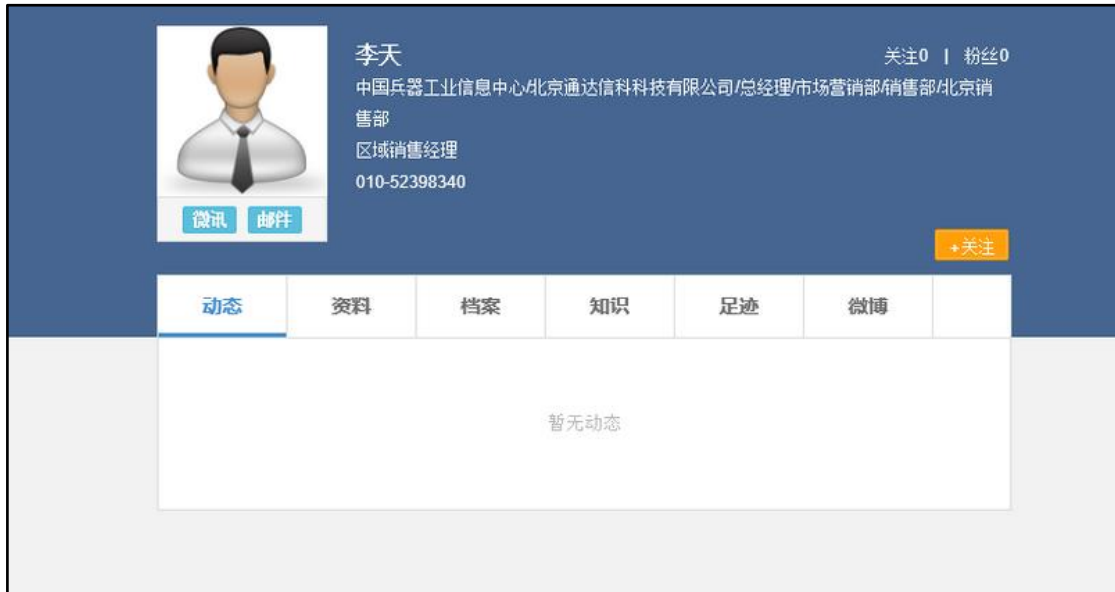 李天
关注0 | 粉丝0
中国兵器工业信息中心/北京通达信科科技有限公司/总经理/市场营销部/销售部/北京销
售部
区域销售经理
010-52398340
微讯 邮件
+关注
动态 资料 档案 知识 足迹 微博
暂无动态